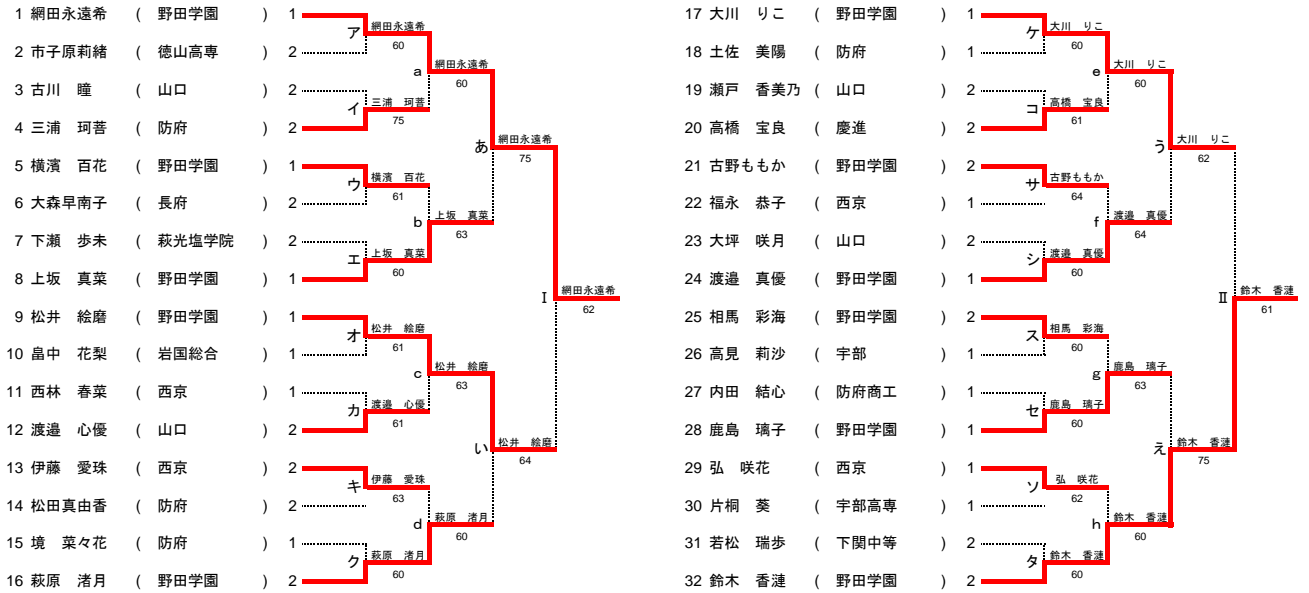 1 網田永遠希 ( 野田学園 ) 1
ア 網田永遠希
60
2 市子原莉緒 ( 徳山高専 ) 2
a 網田永遠希
60
3 古川 瞳 ( 山口 ) 2
イ 三浦 珂菩
75
4 三浦 珂菩 ( 防府 ) 2
あ 網田永遠希
75
5 横濱 百花 ( 野田学園 ) 1
ウ 横濱 百花
61
6 大森早南子 ( 長府 ) 2
b 上坂 真菜
63
7 下瀬 歩未 ( 萩光塩学院 ) 2
エ 上坂 真菜
60
8 上坂 真菜 ( 野田学園 ) 1
Ⅰ 網田永遠希
62
9 松井 絵磨 ( 野田学園 ) 1
オ 松井 絵磨
61
10 畠中 花梨 ( 岩国総合 ) 1
c 松井 絵磨
63
11 西林 春菜 ( 西京 ) 1
カ 渡邉 心優
61
12 渡邉 心優 ( 山口 ) 2
い 松井 絵磨
64
13 伊藤 愛珠 ( 西京 ) 2
キ 伊藤 愛珠
63
14 松田真由香 ( 防府 ) 2
d 萩原 渚月
60
15 境 菜々花 ( 防府 ) 1
ク 萩原 渚月
60
16 萩原 渚月 ( 野田学園 ) 2
17 大川 りこ ( 野田学園 ) 1
ケ 大川 りこ
60
18 土佐 美陽 ( 防府 ) 1
e 大川 りこ
60
19 瀬戸 香美乃 ( 山口 ) 2
コ 高橋 宝良
61
20 高橋 宝良 ( 慶進 ) 2
う 大川 りこ
62
21 古野ももか ( 野田学園 ) 2
サ 古野ももか
64
22 福永 恭子 ( 西京 ) 1
f 渡邉 真優
64
23 大坪 咲月 ( 山口 ) 2
シ 渡邉 真優
60
24 渡邉 真優 ( 野田学園 ) 1
Ⅱ 鈴木 香漣
61
25 相馬 彩海 ( 野田学園 ) 2
ス 相馬 彩海
60
26 高見 莉沙 ( 宇部 ) 1
g 鹿島 璃子
63
27 内田 結心 ( 防府商工 ) 1
セ 鹿島 璃子
60
28 鹿島 璃子 ( 野田学園 ) 1
え 鈴木 香漣
75
29 弘 咲花 ( 西京 ) 1
ソ 弘 咲花
62
30 片桐 葵 ( 宇部高専 ) 1
h 鈴木 香漣
60
31 若松 瑞歩 ( 下関中等 ) 2
タ 鈴木 香漣
60
32 鈴木 香漣 ( 野田学園 ) 2